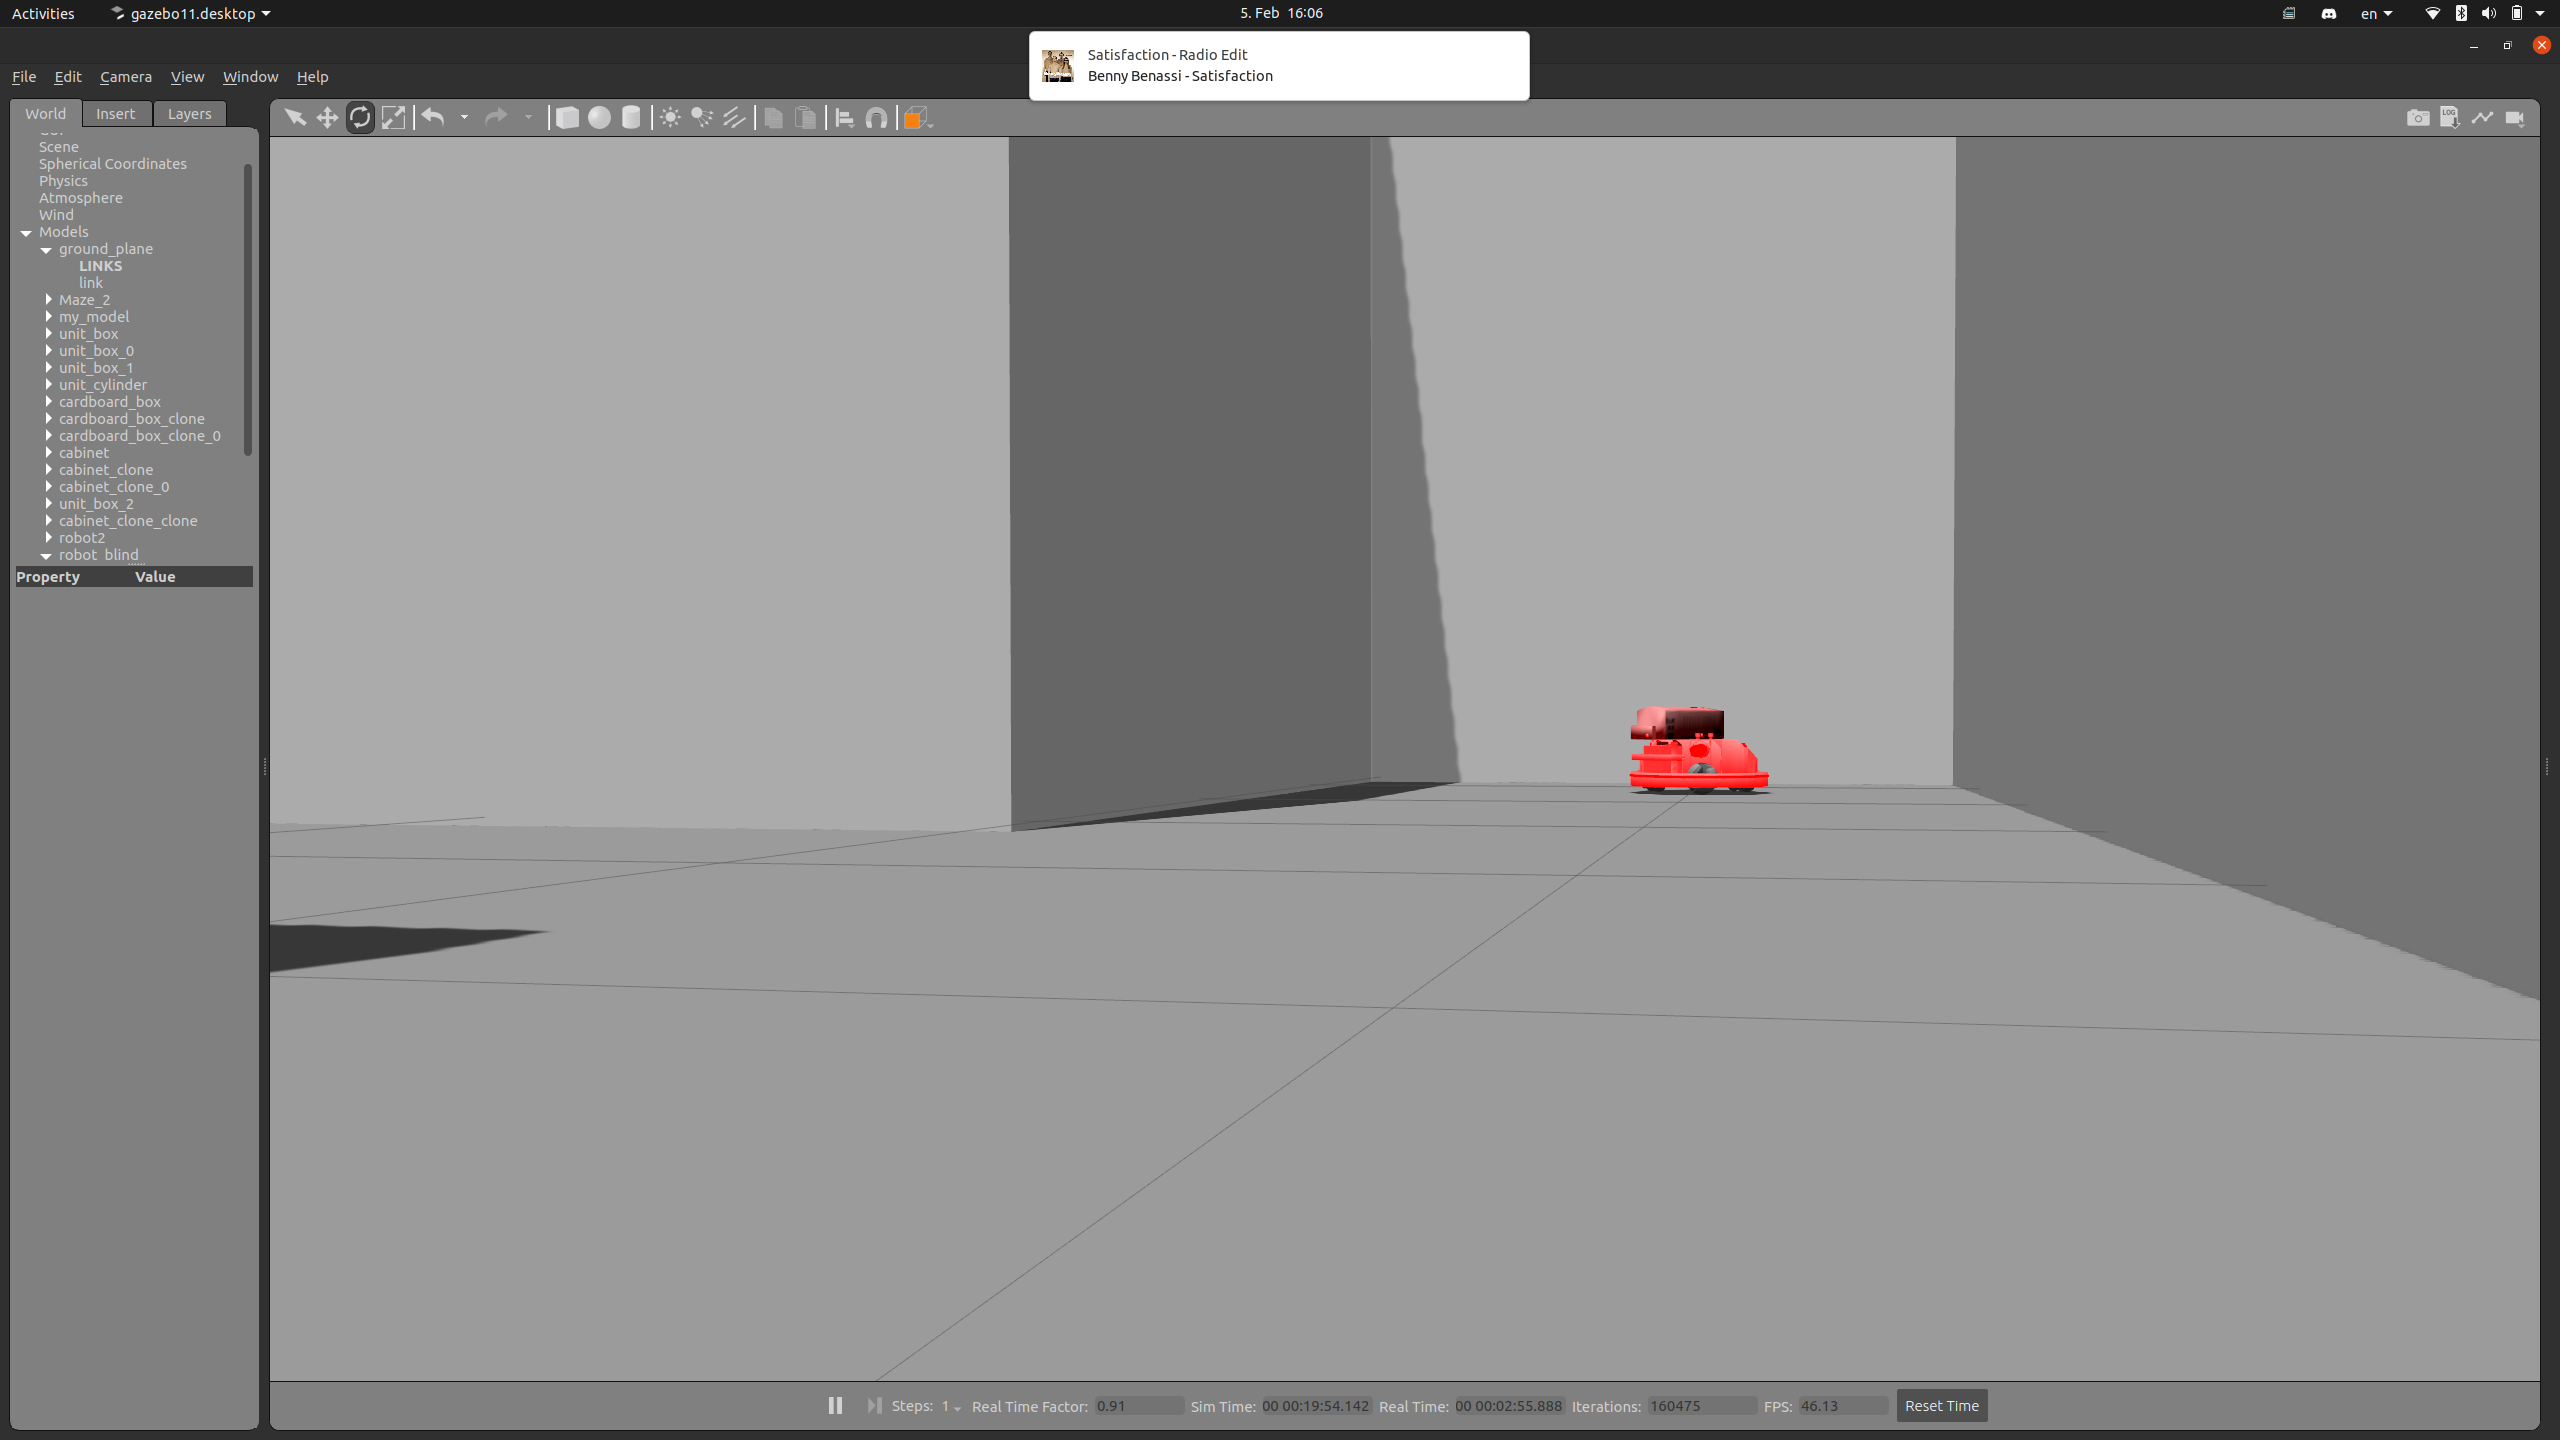 Activities gazebo11.desktop 5. Feb 16:06 en
Satisfaction - Radio Edit
Benny Benassi - Satisfaction
File Edit Camera View Window Help
World Insert Layers
LOG
Scene
Spherical Coordinates
Physics
Atmosphere
Wind
Models
ground_plane
LINKS
link
Maze_2
my_model
unit_box
unit_box_0
unit_box_1
unit_cylinder
cardboard_box
cardboard_box_clone
cardboard_box_clone_0
cabinet
cabinet_clone
cabinet_clone_0
unit_box_2
cabinet_clone_clone
robot2
robot_blind
Property Value
Steps: 1 Real Time Factor: 0.91 Sim Time: 00 00:19:54.142 Real Time: 00 00:02:55.888 Iterations: 160475 FPS: 46.13 Reset Time